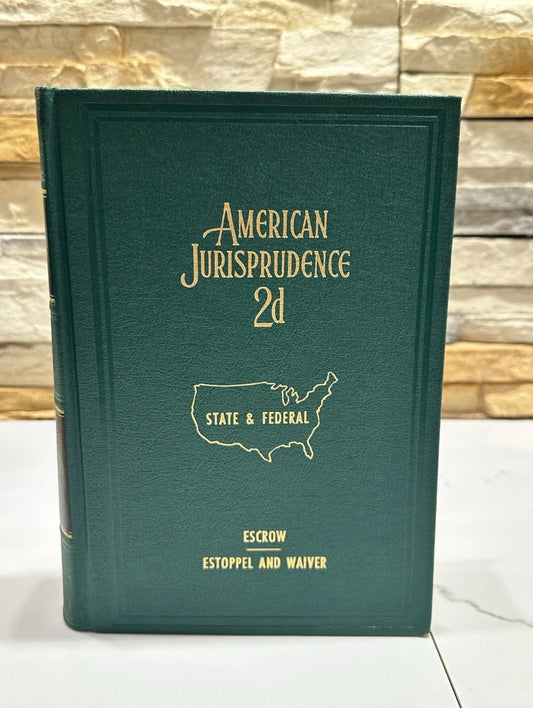 AMERICAN
JURISPRUDENCE
2d
STATE & FEDERAL
ESCROW
ESTOPPEL AND WAIVER